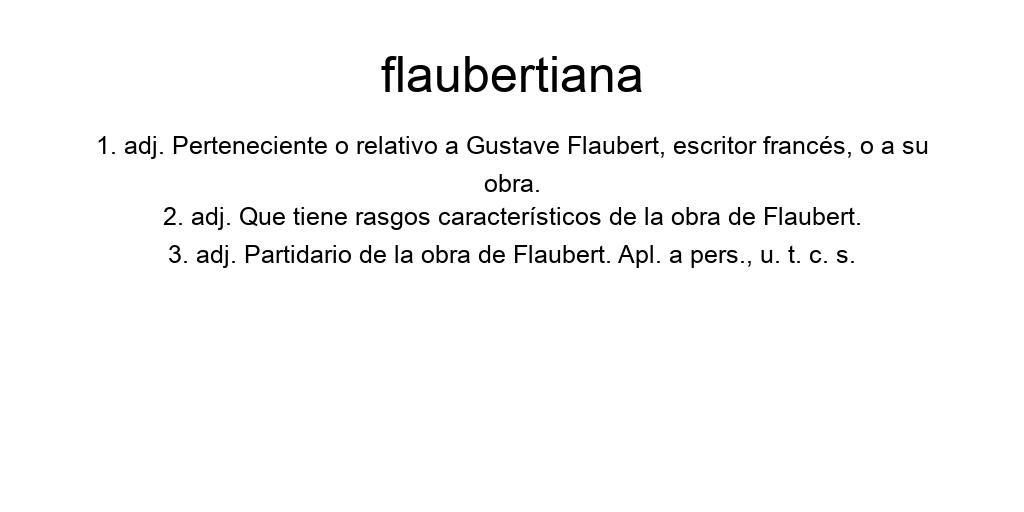 flaubertiana
1. adj. Perteneciente o relativo a Gustave Flaubert, escritor francés, o a su
obra.
2. adj. Que tiene rasgos característicos de la obra de Flaubert.
3. adj. Partidario de la obra de Flaubert. Apl. a pers., u. t. c. s.